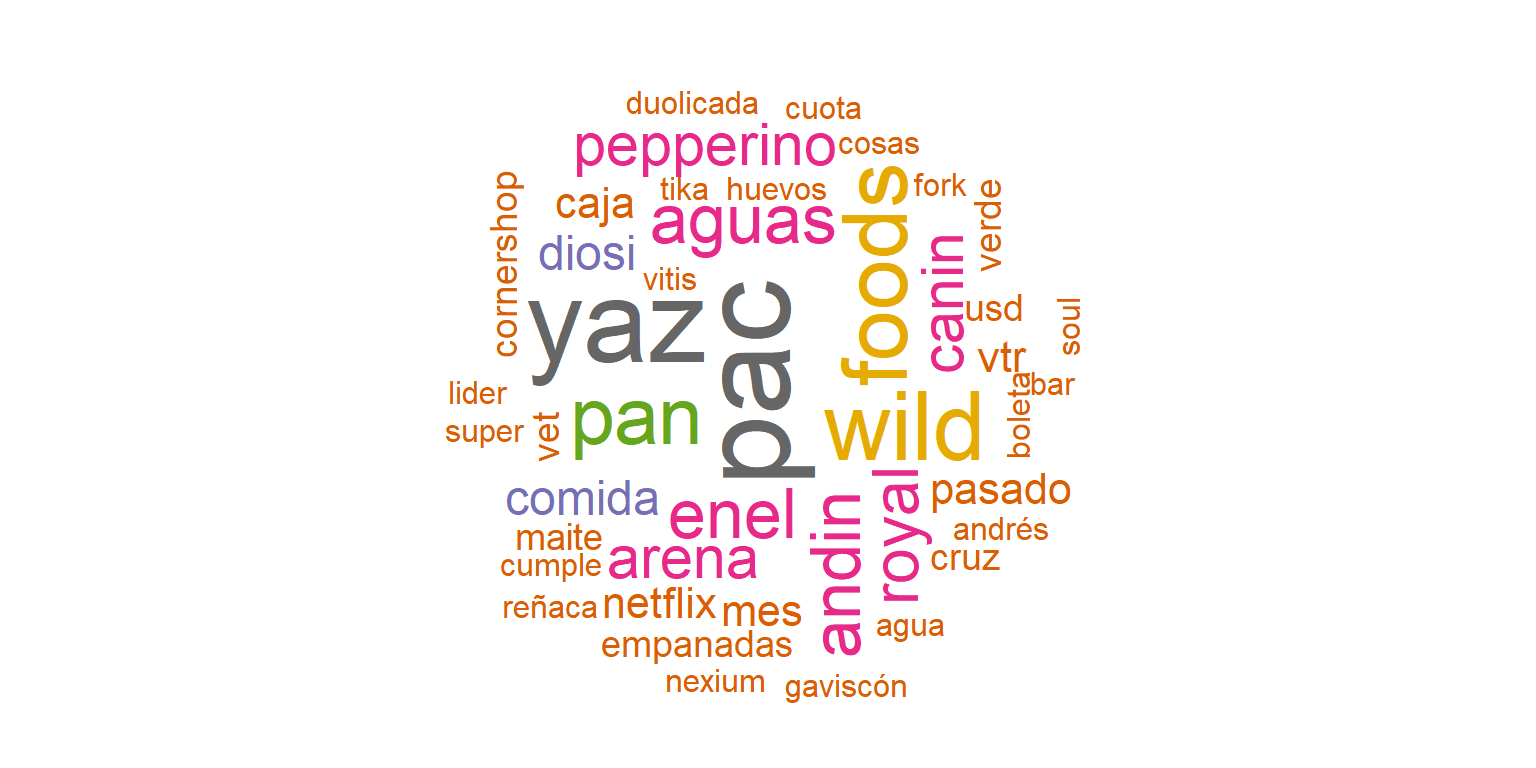 duolicada
cuota
pepperino
cosas
tika
huevos
fork
cornershop
caja
aguas
foods
verde
diosi
vitis
canin
yaz
pac
usd
soul
vtr
lider
pan
wild
boleta
bar
super
vet
comida
enel
andin
royal
pasado
maite
arena
andrés
cumple
cruz
reñaca
netflix
mes
agua
empanadas
nexium
gaviscón